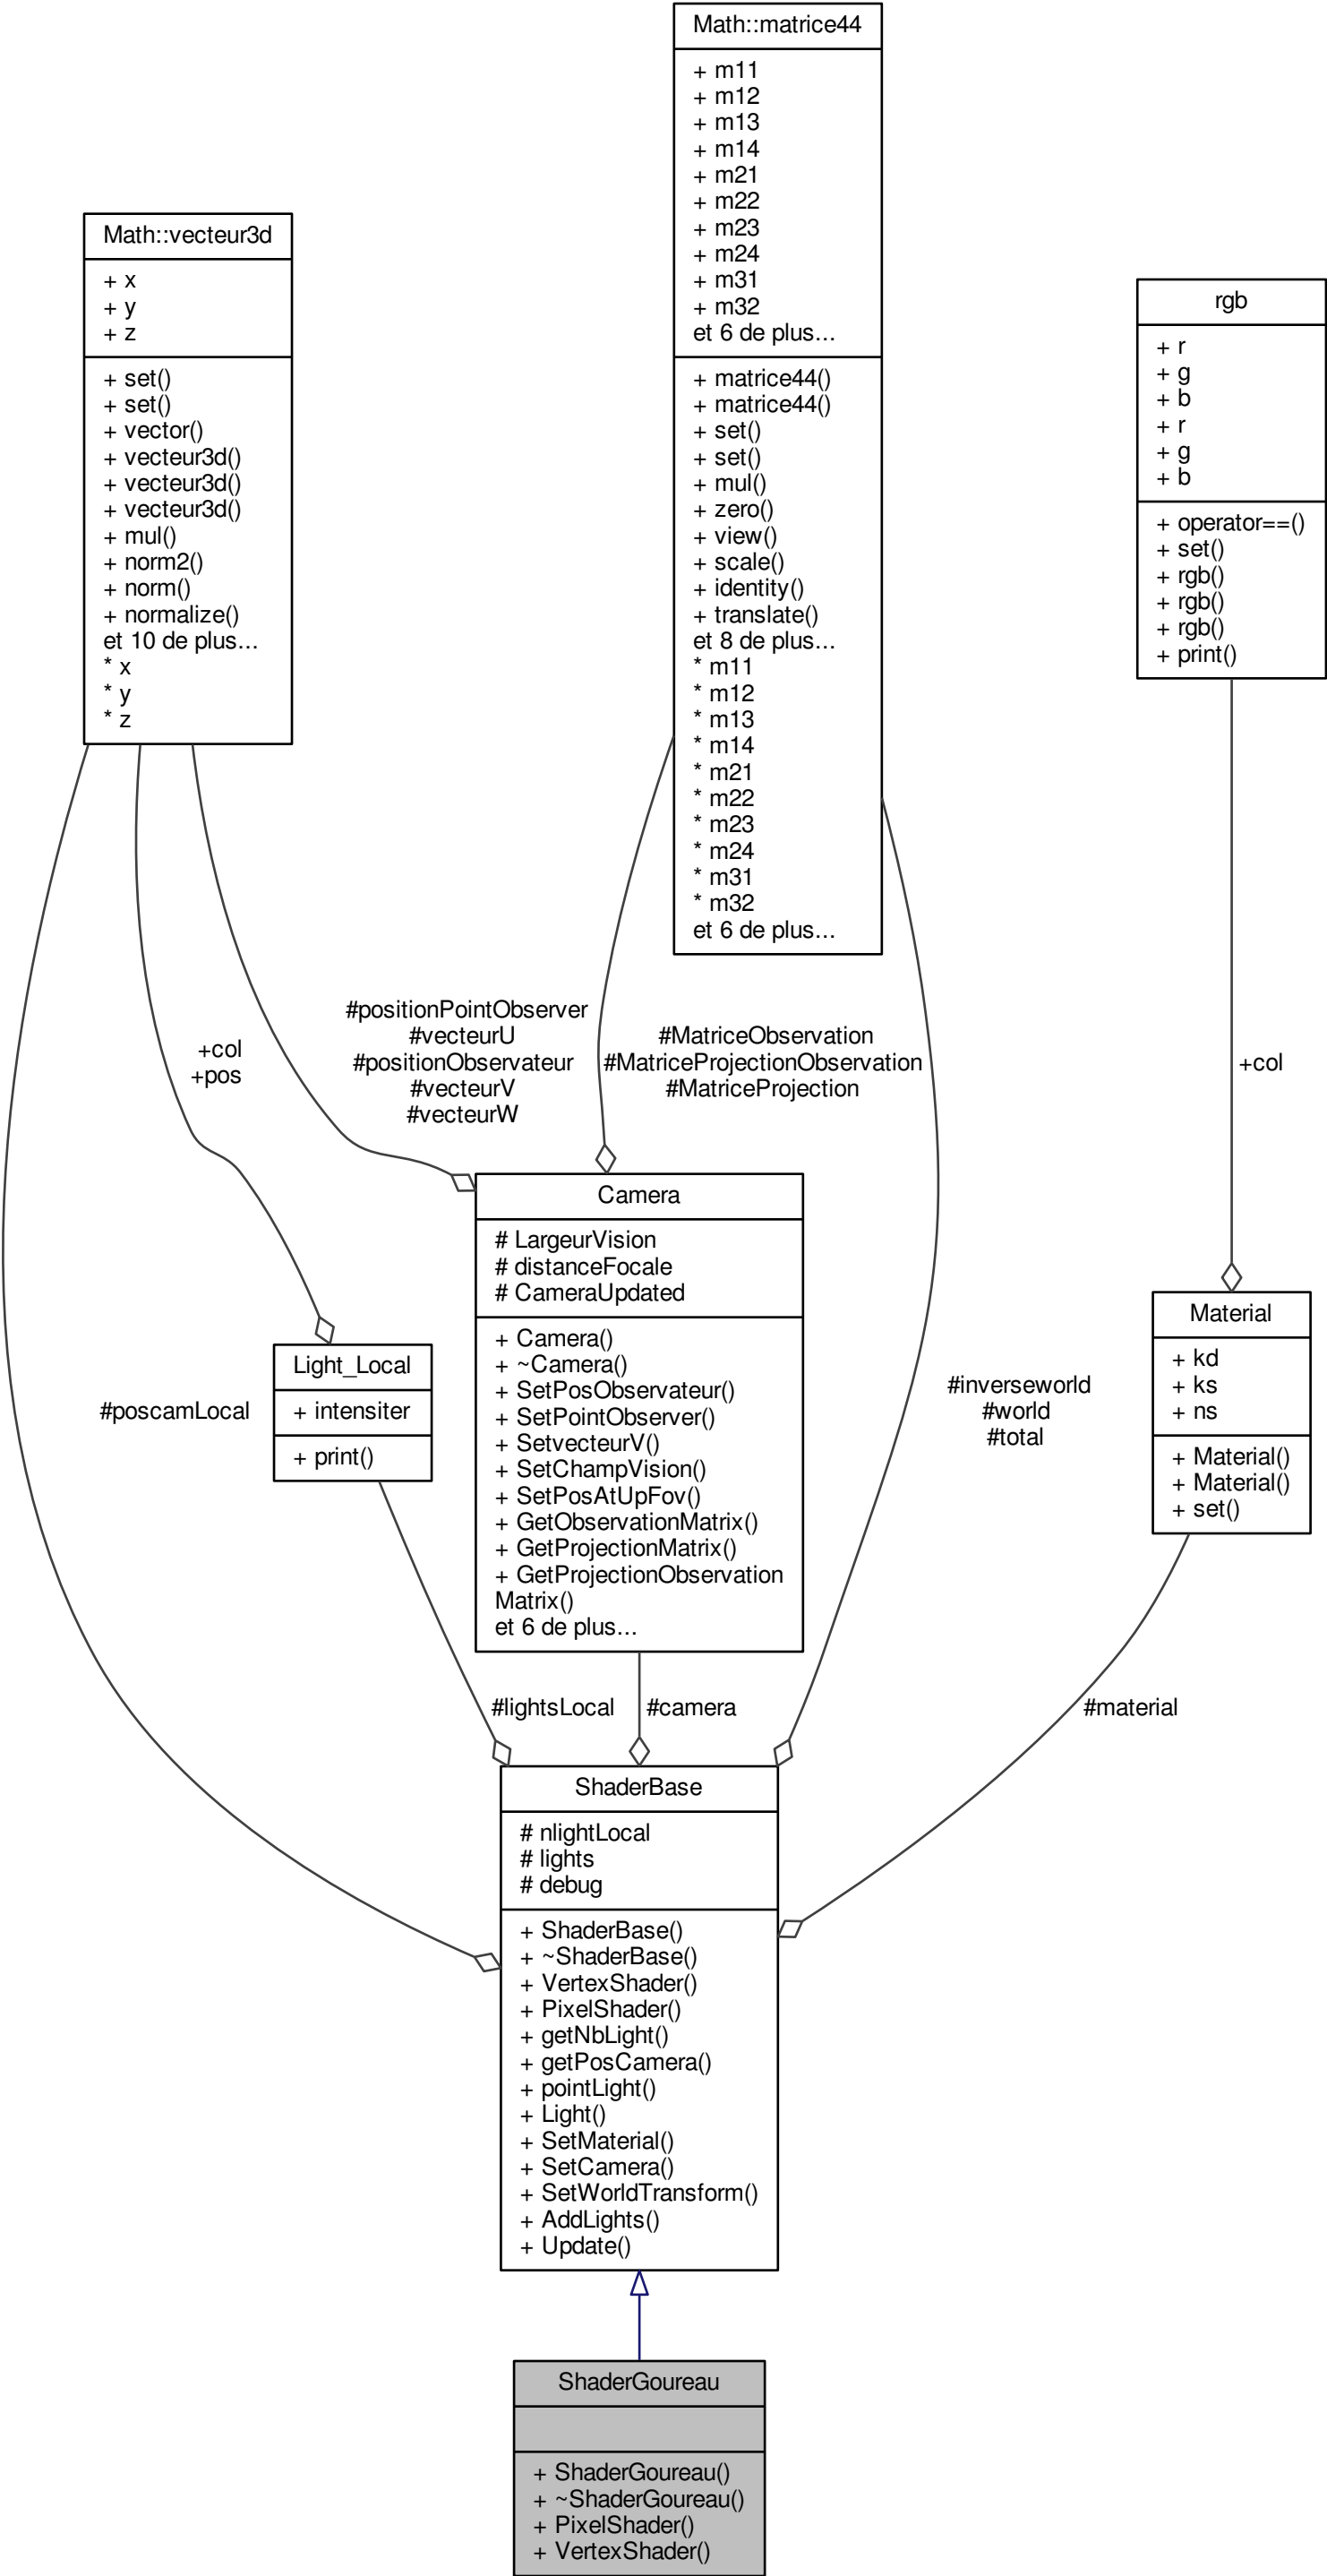 Math::matrice44
+ m11
+ m12
+ m13
+ m14
+ m21
+ m22
+ m23
+ m24
+ m31
+ m32
et 6 de plus...
+ matrice44()
+ matrice44()
+ set()
+ set()
+ mul()
+ zero()
+ view()
+ scale()
+ identity()
+ translate()
et 8 de plus...
* m11
* m12
* m13
* m14
* m21
* m22
* m23
* m24
* m31
* m32
et 6 de plus...
Math::vecteur3d
+ x
+ y
+ z
+ set()
+ set()
+ vector()
+ vecteur3d()
+ vecteur3d()
+ vecteur3d()
+ mul()
+ norm2()
+ norm()
+ normalize()
et 10 de plus...
* x
* y
* z
rgb
+ r
+ g
+ b
+ r
+ g
+ b
+ operator==()
+ set()
+ rgb()
+ rgb()
+ rgb()
+ print()
+col
+pos
#positionPointObserver
#vecteurU
#positionObservateur
#vecteurV
#vecteurW
#MatriceObservation
#MatriceProjectionObservation
#MatriceProjection
+col
Camera
# LargeurVision
# distanceFocale
# CameraUpdated
+ Camera()
+ ~Camera()
+ SetPosObservateur()
+ SetPointObserver()
+ SetvecteurV()
+ SetChampVision()
+ SetPosAtUpFov()
+ GetObservationMatrix()
+ GetProjectionMatrix()
+ GetProjectionObservation
Matrix()
et 6 de plus...
Material
+ kd
+ ks
+ ns
+ Material()
+ Material()
+ set()
Light_Local
+ intensiter
+ print()
#poscamLocal
#inverseworld
#world
#total
#lightsLocal
#camera
#material
ShaderBase
# nlightLocal
# lights
# debug
+ ShaderBase()
+ ~ShaderBase()
+ VertexShader()
+ PixelShader()
+ getNbLight()
+ getPosCamera()
+ pointLight()
+ Light()
+ SetMaterial()
+ SetCamera()
+ SetWorldTransform()
+ AddLights()
+ Update()
ShaderGoureau
+ ShaderGoureau()
+ ~ShaderGoureau()
+ PixelShader()
+ VertexShader()